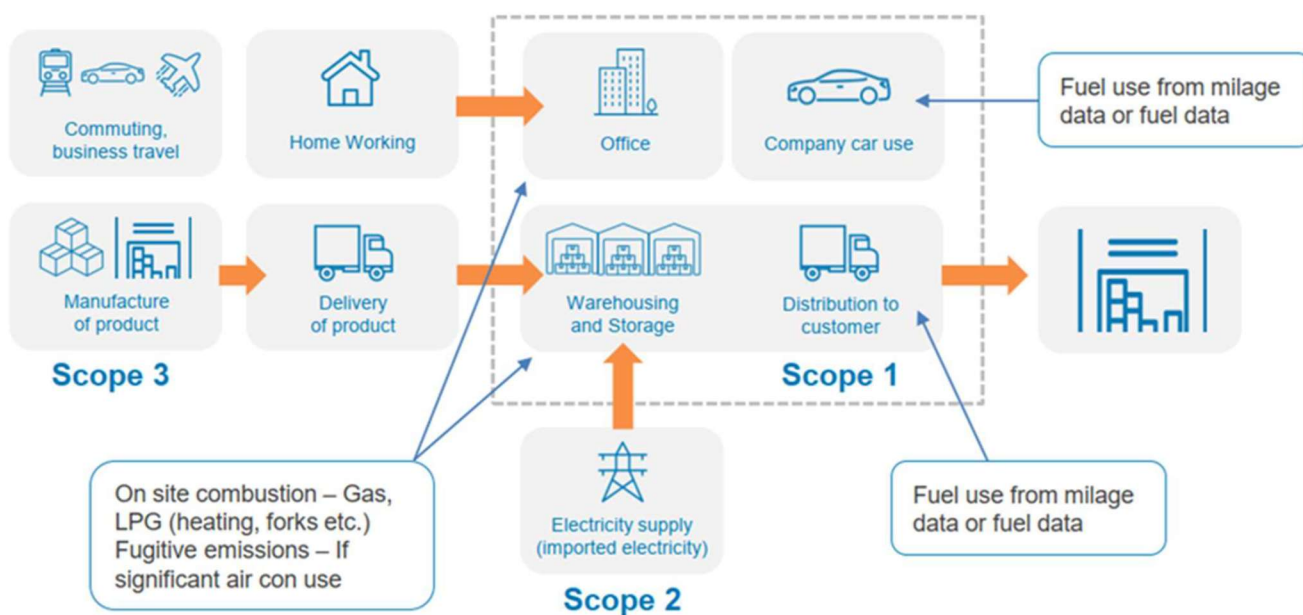 Commuting,
business travel
Home Working
Office
Company car use
Fuel use from milage
data or fuel data
Manufacture
of product
Delivery
of product
Warehousing
and Storage
Distribution to
customer
Scope 3
Scope 1
On site combustion – Gas,
LPG (heating, forks etc.)
Fugitive emissions – If
significant air con use
Electricity supply
(imported electricity)
Fuel use from milage
data or fuel data
Scope 2